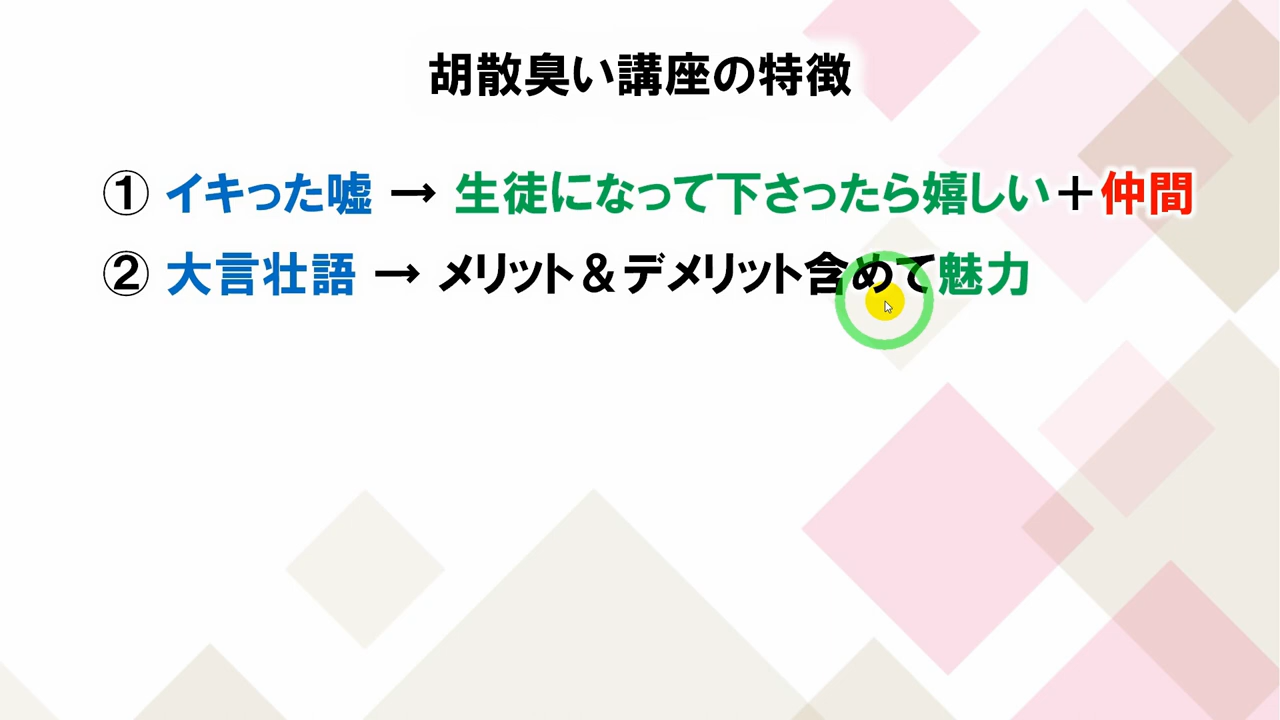 胡散臭い講座の特徴
① イキった嘘 → 生徒になって下さったら嬉しい＋仲間
② 大言壮語 → メリット＆デメリット含めて魅力